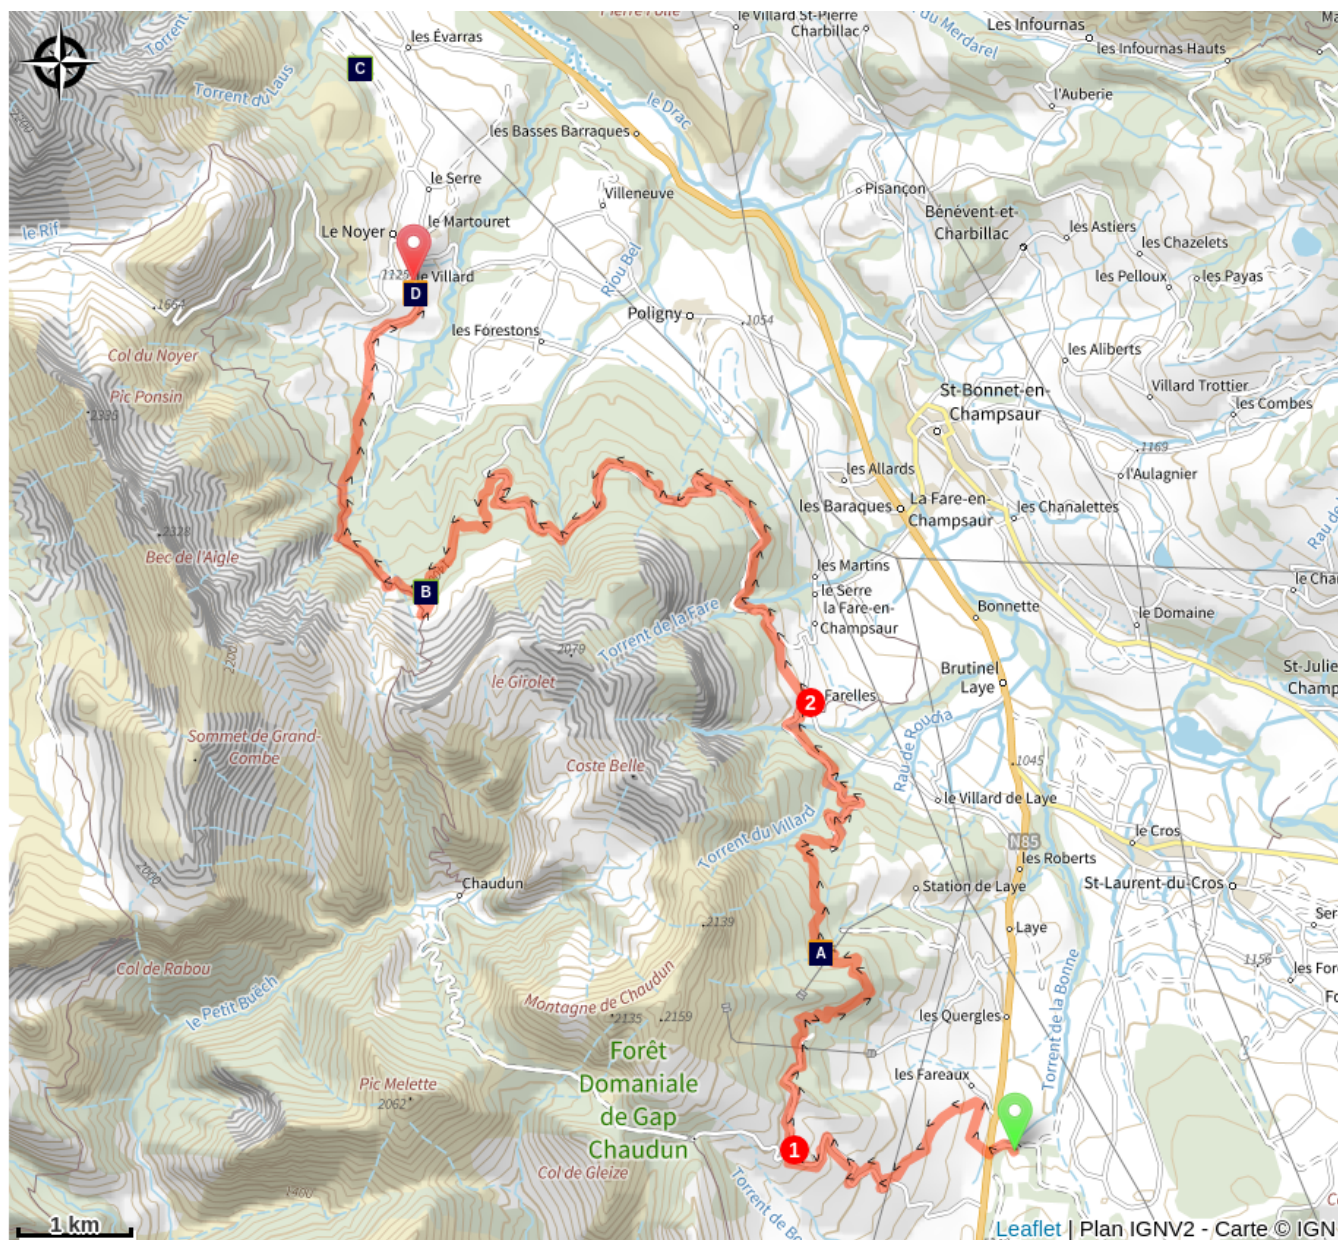 le Villard St-Pierre
Charbillac
du Merdarel
Les Infournas
les Infournas Hauts
les Évarras
Torrent
C
Torrent du Laus
2200
l'Auberie
le Drac
les Basses Barraques
le Serre
Villeneuve
Pisançon
Bénévent-et-
Charbillac
les Astiers
les Chazelets
le Rif
Le Noyer
le Martouret
1125
le Villard
D
Riou Bel
les Pelloux
les Payas
1664
Poligny
1054
les Forestons
Col du Noyer
les Aliberts
Pic Ponsin
2335
St-Bonnet-en-
Champsaur
Villard Trottier
les Combes
1169
les Allards
l'Aulagnier
les Baraques
La Fare-en-
Champsaur
les Chanalettes
2328
Bec de l'Aigle
B
les Martins
le Serre
la Fare-en-
Champsaur
Bonnette
le Domaine
Torrent de la Fare
2200
2079
le Girolet
Brutinel
Laye
St-Julie
Champ
2
Farelles
Sommet de Grand-
Combe
Coste Belle
Rau de Roudia
1045
le Villard de Laye
Torrent du Villard
N85
le Cros
les Roberts
2000
Chaudun
Station de Laye
St-Laurent-du-Cros
2139
Laye
A
1156
Col de Rabou
le Petit Buëch
Montagne de Chaudun
2135
2159
les Quergles
Torrent de la Bonne
Forêt
Domaniale
de Gap
Chaudun
les Fareaux
Pic Melette
2062
1
Col de Gleize
1400
1 km
Leaflet | Plan IGNV2 - Carte © IGN